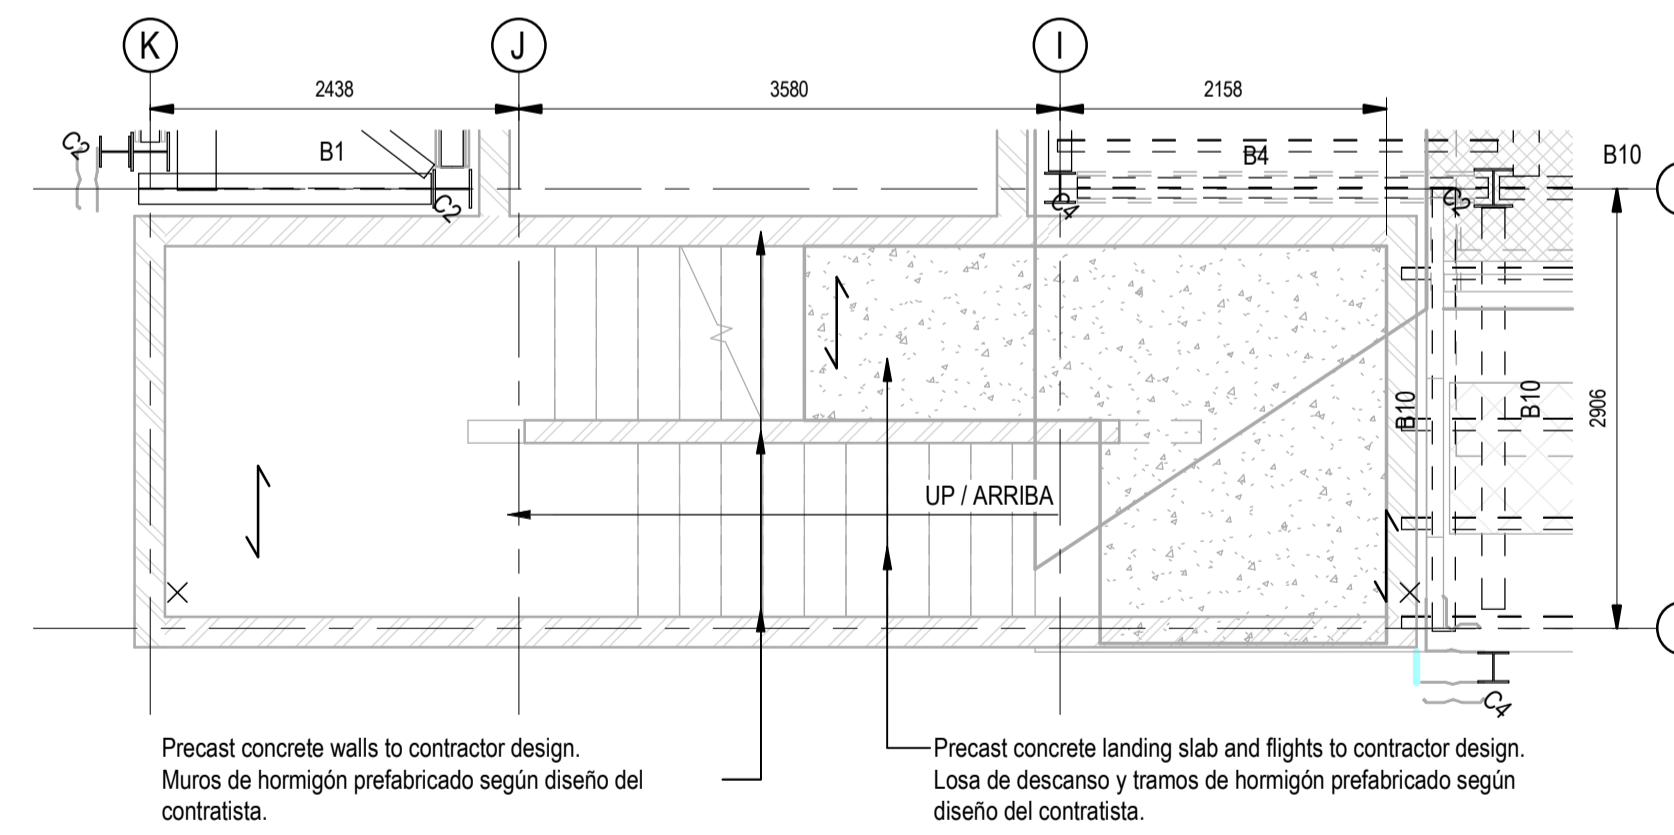 K
J
I
2438
3580
2158
C2
B1
B4
B10
C2
C4
C2
B10
B10
2906
UP / ARRIBA
C4
Precast concrete walls to contractor design.
Muros de hormigón prefabricado según diseño del
contratista.
Precast concrete landing slab and flights to contractor design.
Losa de descanso y tramos de hormigón prefabricado según
diseño del contratista.